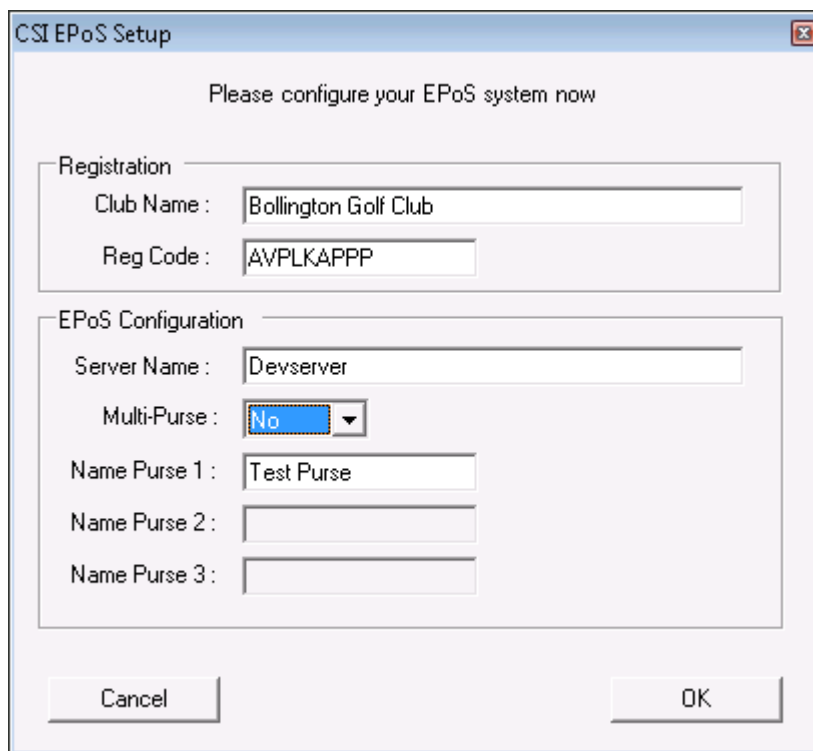 CSI EPoS Setup
Please configure your EPoS system now
Registration
Club Name : Bollington Golf Club
Reg Code : AVPLKAPPP
EPoS Configuration
Server Name : Devserver
Multi-Purse : No
Name Purse 1 : Test Purse
Name Purse 2 :
Name Purse 3 :
Cancel OK